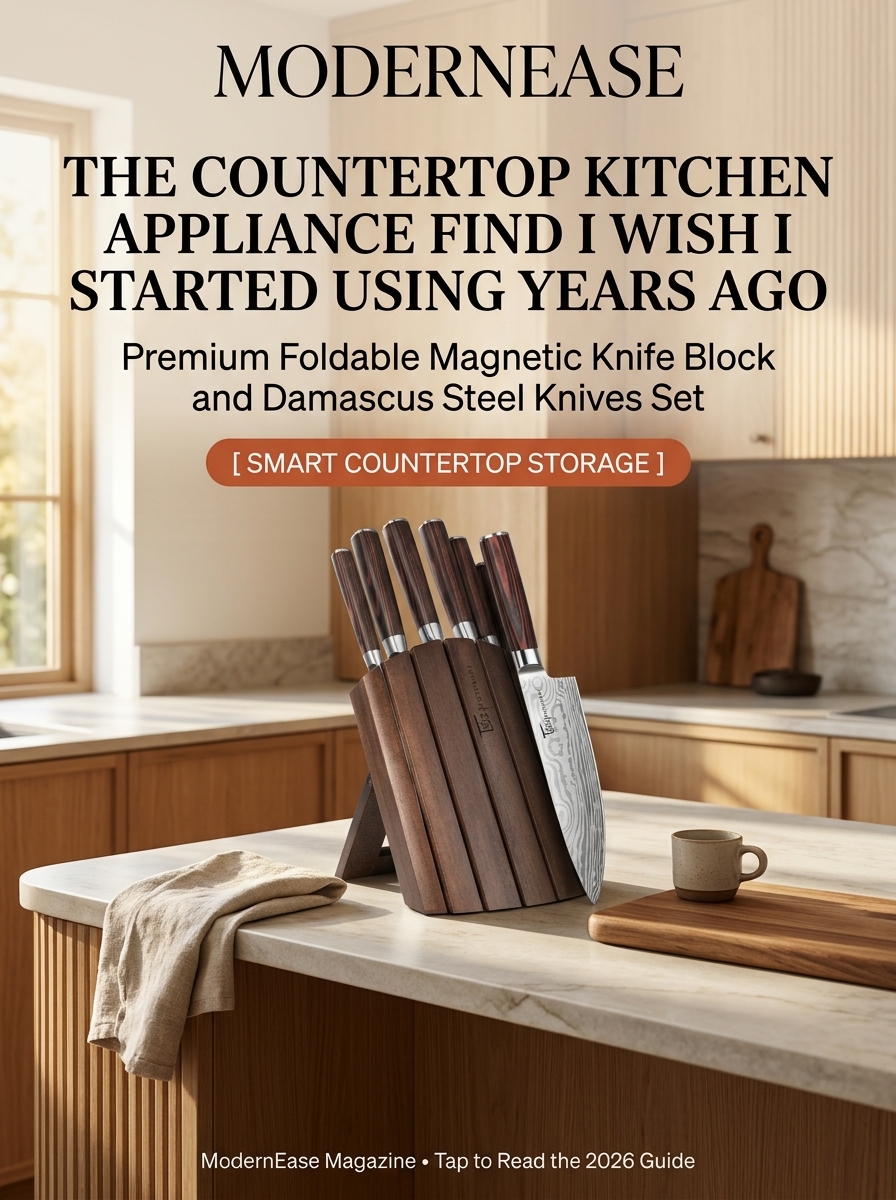 MODERNEASE
THE COUNTERTOP KITCHEN
APPLIANCE FIND I WISH I
STARTED USING YEARS AGO
Premium Foldable Magnetic Knife Block
and Damascus Steel Knives Set
[ SMART COUNTERTOP STORAGE ]
ModernEase Magazine • Tap to Read the 2026 Guide